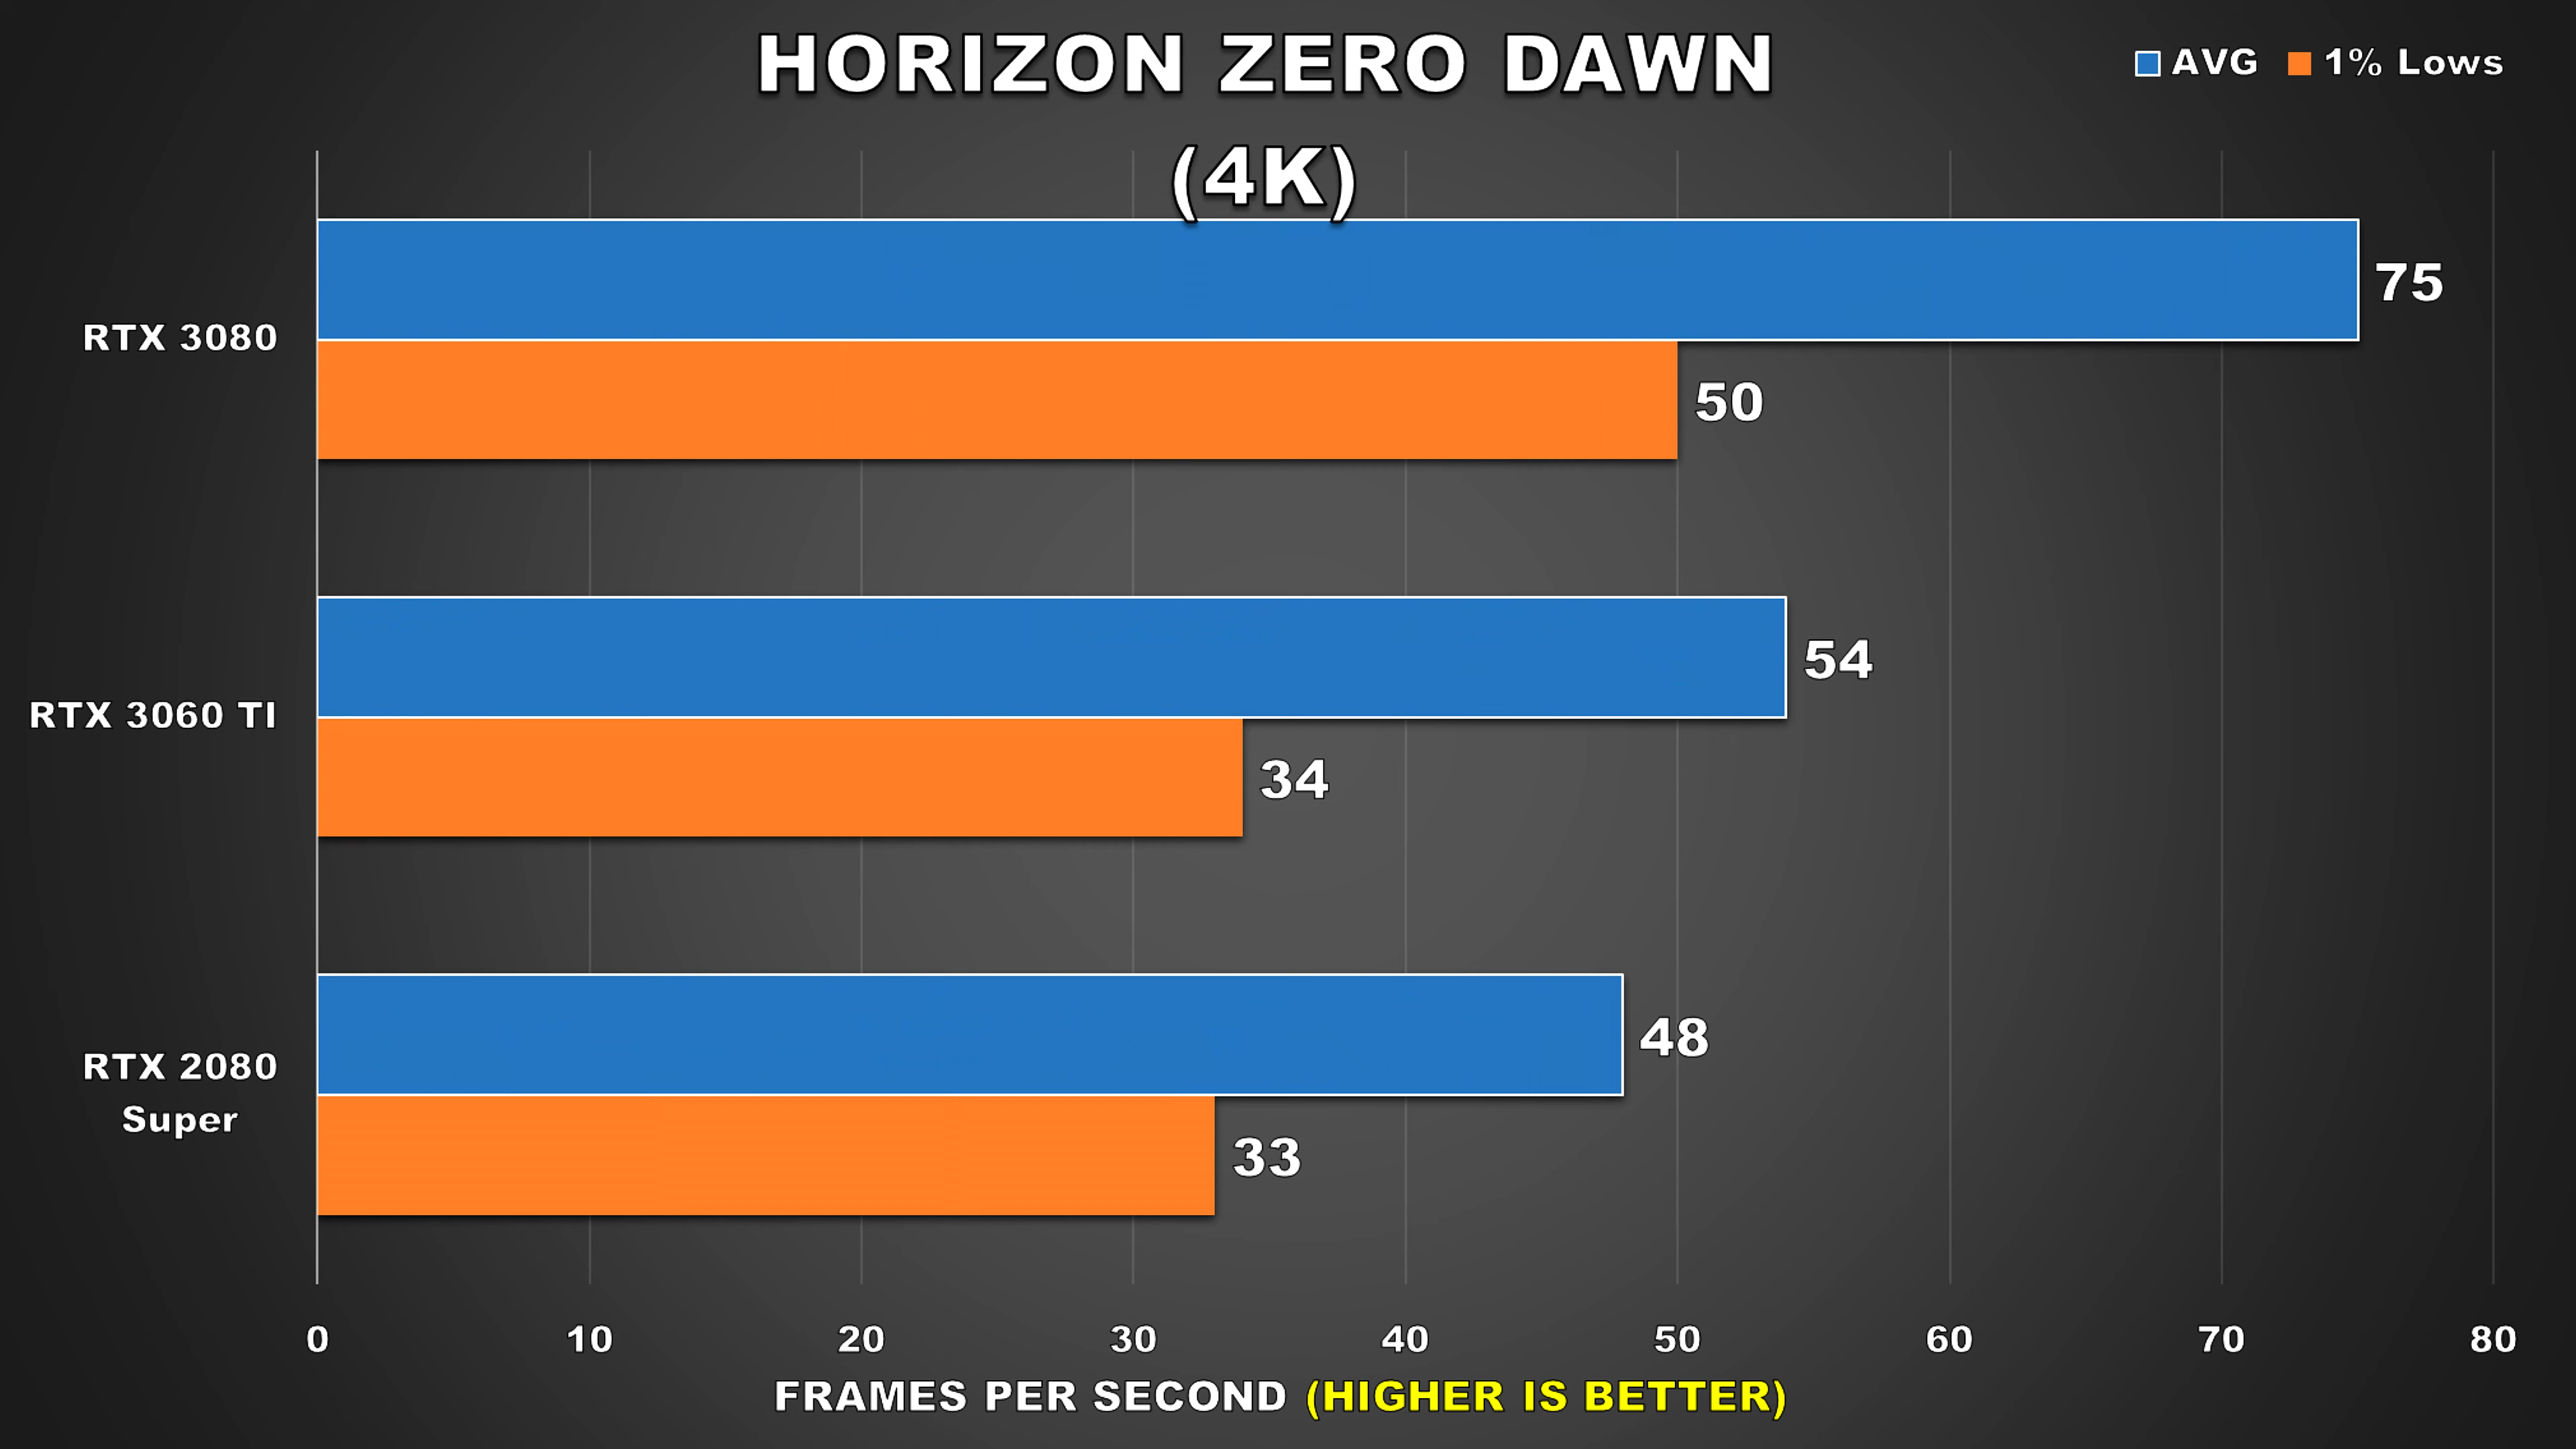 HORIZON ZERO DAWN
(4K)
AVG 1% Lows
RTX 3080
75
50
RTX 3060 TI
54
34
RTX 2080
Super
48
33
0 10 20 30 40 50 60 70 80
FRAMES PER SECOND (HIGHER IS BETTER)